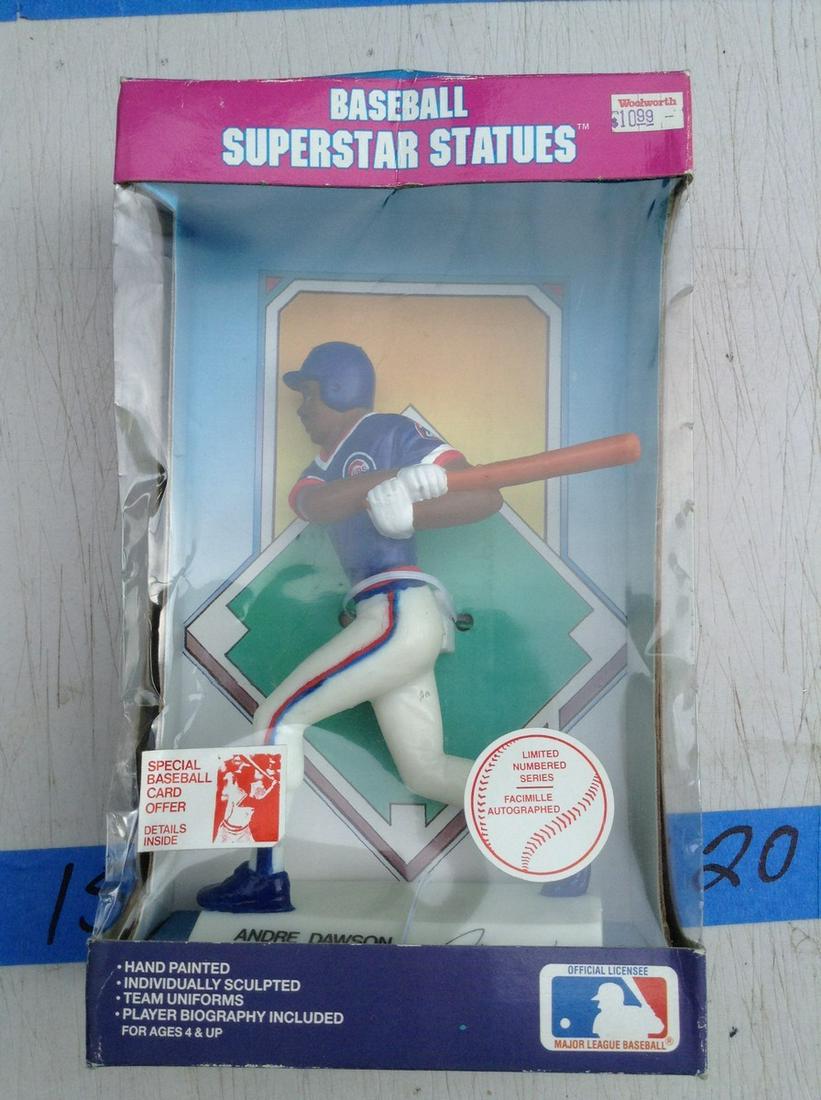 BASEBALL
SUPERSTAR STATUES™
Woolworth
$10.99
SPECIAL
BASEBALL
CARD
OFFER
DETAILS
INSIDE
LIMITED
NUMBERED
SERIES
FACIMILLE
AUTOGRAPHED
20
ANDRE DAWSON
• HAND PAINTED
• INDIVIDUALLY SCULPTED
• TEAM UNIFORMS
• PLAYER BIOGRAPHY INCLUDED
FOR AGES 4 & UP
OFFICIAL LICENSEE
MAJOR LEAGUE BASEBALL®